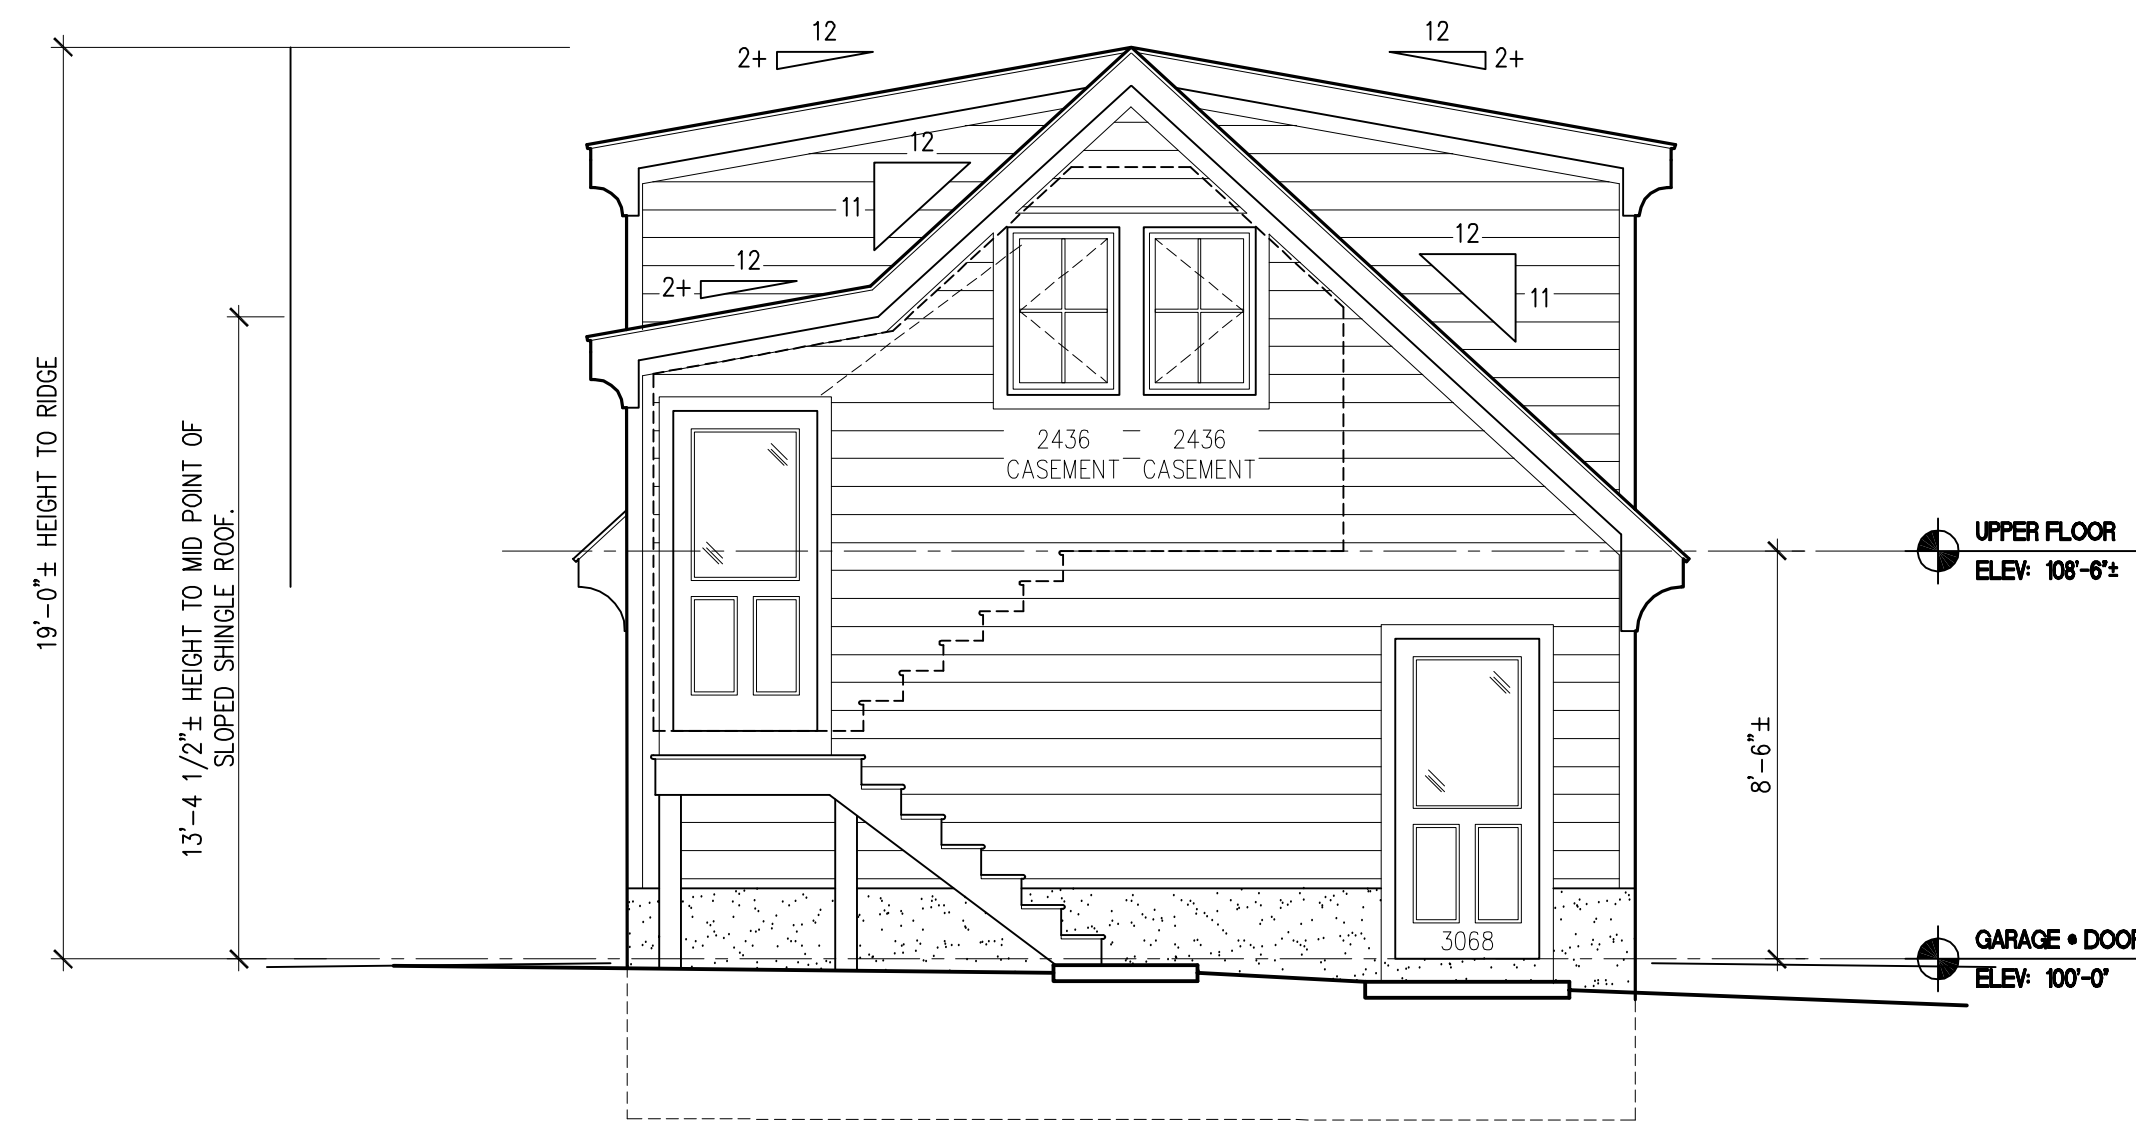 12
2+
12
2+
12
11
12
2+
12
11
19'-0"± HEIGHT TO RIDGE
13'-4 1/2"± HEIGHT TO MID POINT OF
SLOPED SHINGLE ROOF.
2436
CASEMENT
2436
CASEMENT
UPPER FLOOR
ELEV: 108'-6"±
8'-6"±
3068
GARAGE • DOOR
ELEV: 100'-0"